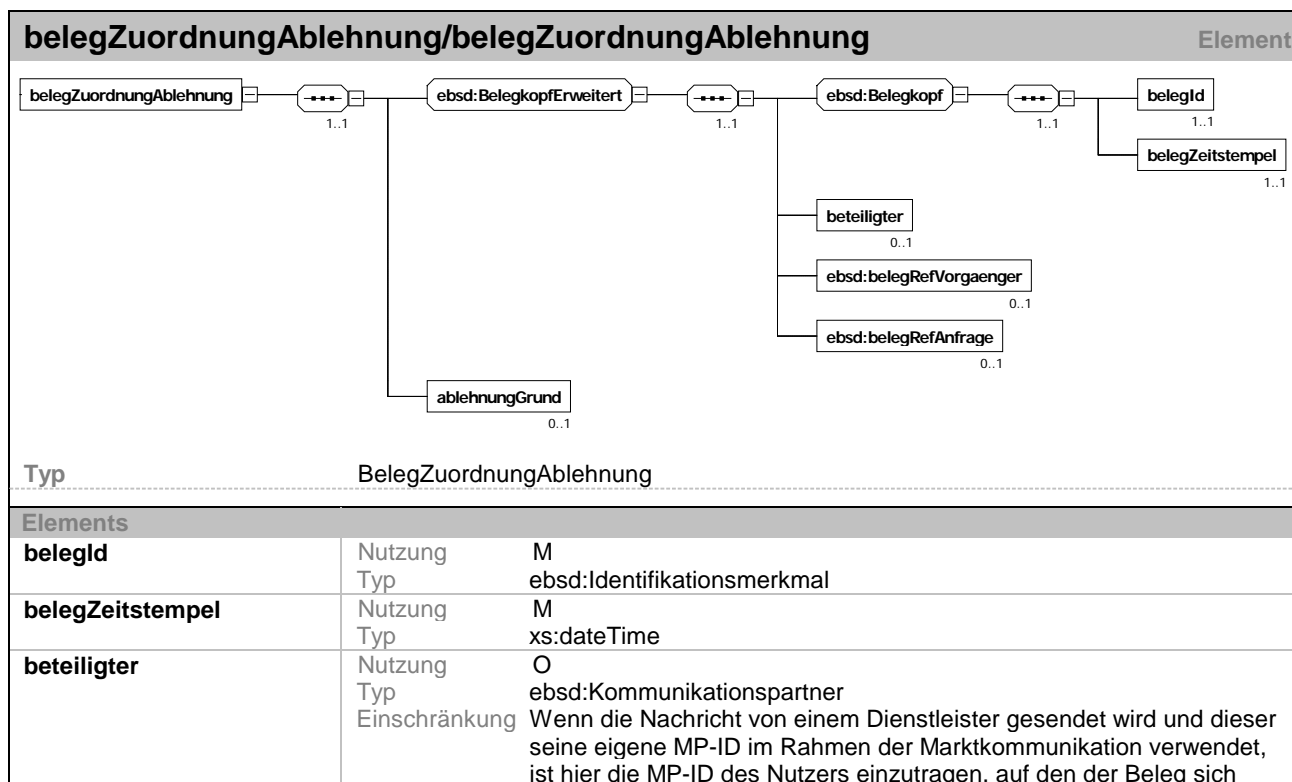 belegZuordnungAblehnung/belegZuordnungAblehnung Element
belegZuordnungAblehnung ebsd:BelegkopfErweitert ebsd:Belegkopf belegId
1..1 1..1 1..1 1..1
belegZeitstempel
1..1
beteiligter
0..1
ebsd:belegRefVorgaenger
0..1
ebsd:belegRefAnfrage
0..1
ablehnungGrund
0..1
Typ BelegZuordnungAblehnung
Elements
belegId Nutzung M
Typ ebsd:Identifikationsmerkmal
belegZeitstempel Nutzung M
Typ xs:dateTime
beteiligter Nutzung O
Typ ebsd:Kommunikationspartner
Einschränkung Wenn die Nachricht von einem Dienstleister gesendet wird und dieser
seine eigene MP-ID im Rahmen der Marktkommunikation verwendet,
ist hier die MP-ID des Nutzers einzutragen, auf den der Beleg sich